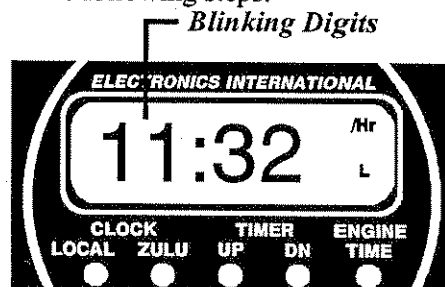 following steps:
Blinking Digits
ELECTRONICS INTERNATIONAL
11:32 /Hr
L
CLOCK TIMER ENGINE
LOCAL ZULU UP DN TIME